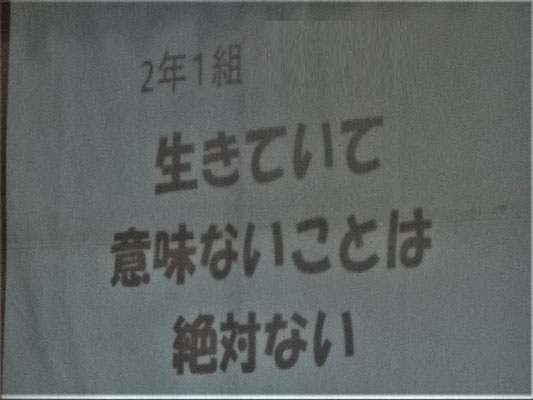 2年1組
生きていて
意味ないことは
絶対ない